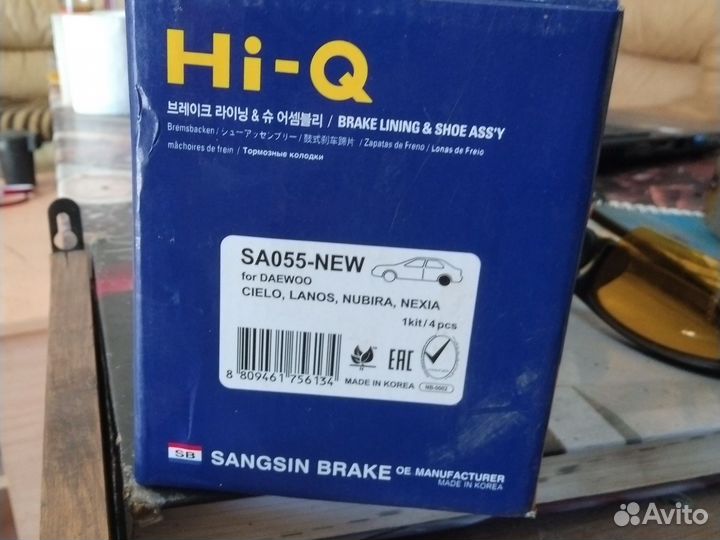 Hi-Q
브레이크 라이닝 & 슈 어셈블리 / BRAKE LINING & SHOE ASS'Y
Bremsbacken / シューアッセンブリー / 鼓式刹车蹄片 / Zapatas de Freno / Lonas de Freio
mâchoires de frein / Тормозные колодки
SA055-NEW
for DAEWOO
CIELO, LANOS, NUBIRA, NEXIA
1kit/4pcs
EAC
8 809461 756134
MADE IN KOREA
NB-0002
SB
SANGSIN BRAKE OE MANUFACTURER
MADE IN KOREA
Avito